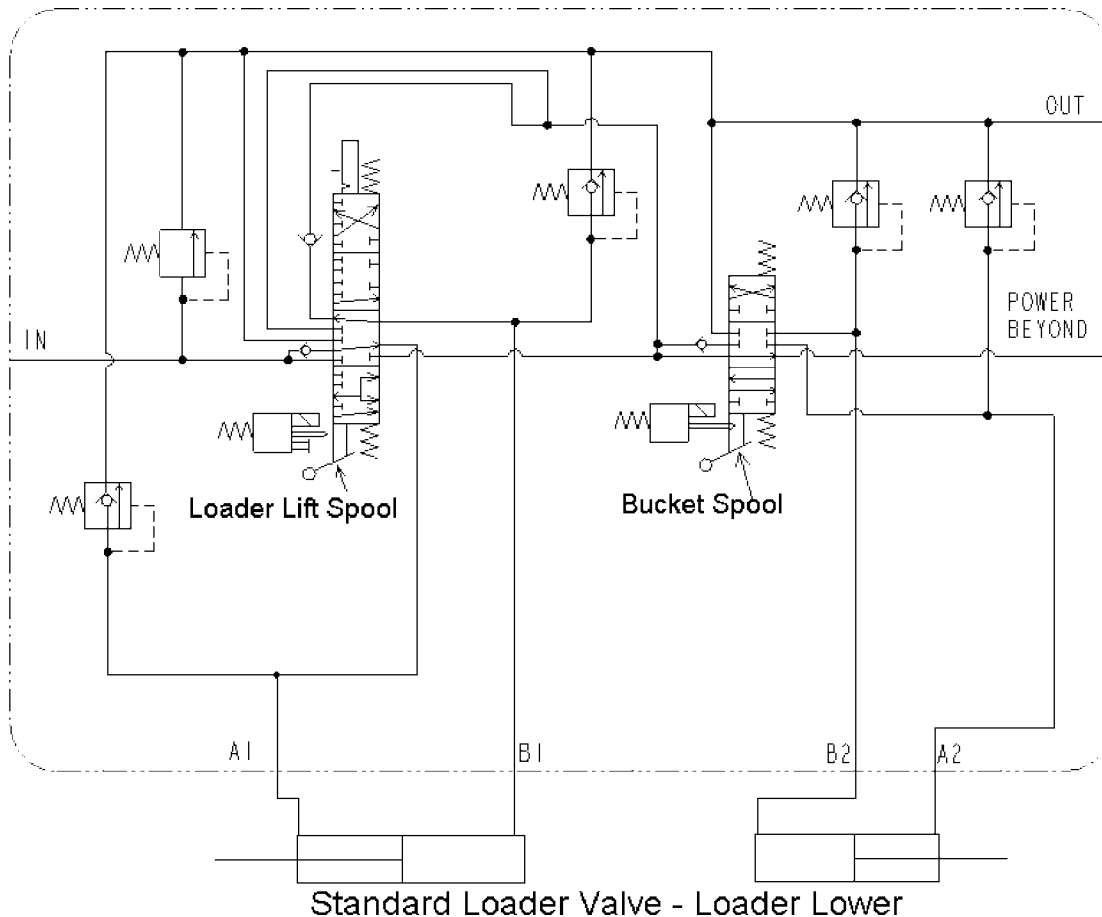 OUT
POWER
BEYOND
IN
Loader Lift Spool
Bucket Spool
A1
B1
B2
A2
Standard Loader Valve - Loader Lower